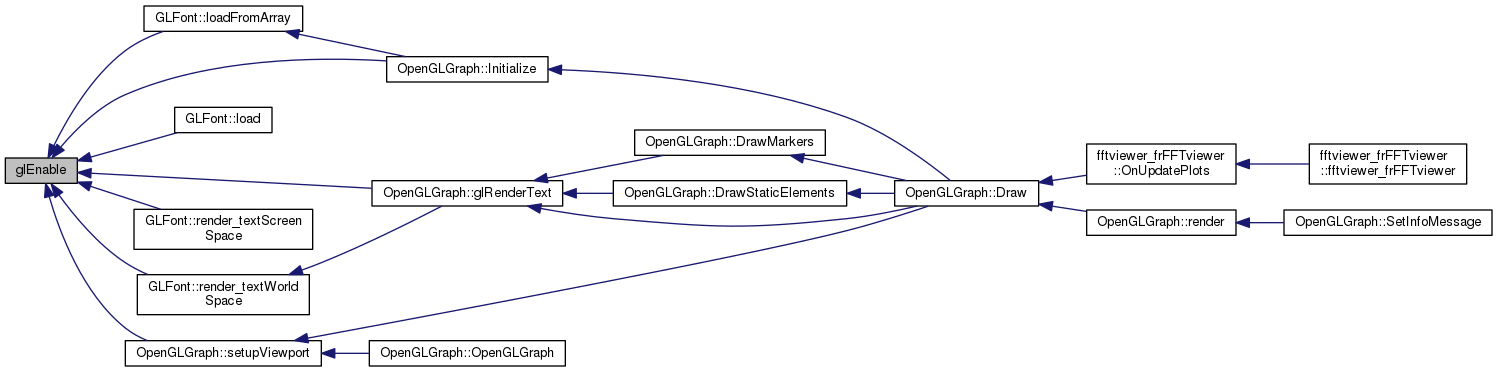 GLFont::loadFromArray
OpenGLGraph::Initialize
GLFont::load
OpenGLGraph::DrawMarkers
fftviewer_frFFTviewer
::OnUpdatePlots
fftviewer_frFFTviewer
::fftviewer_frFFTviewer
glEnable
OpenGLGraph::glRenderText
OpenGLGraph::DrawStaticElements
OpenGLGraph::Draw
GLFont::render_textScreen
Space
OpenGLGraph::render
OpenGLGraph::SetInfoMessage
GLFont::render_textWorld
Space
OpenGLGraph::setupViewport
OpenGLGraph::OpenGLGraph